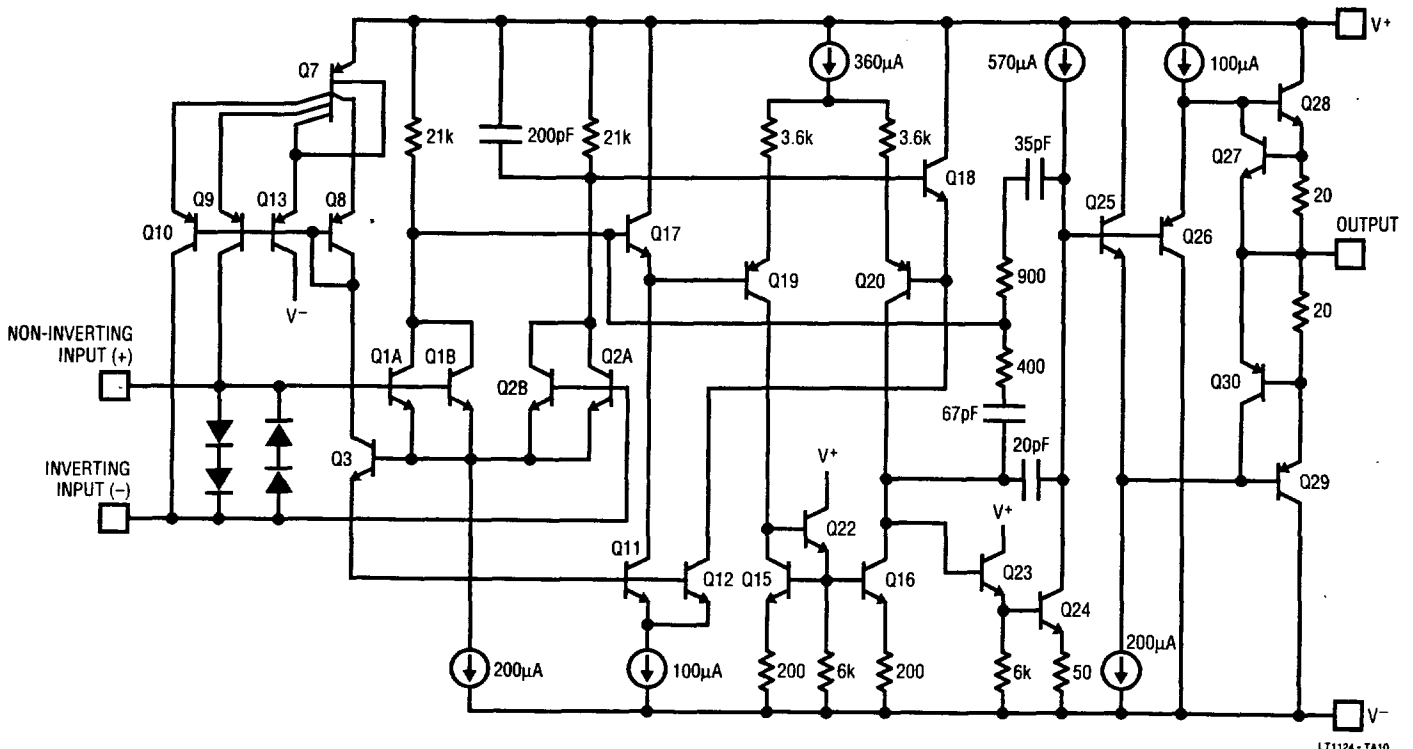 V+
Q7
360µA
570µA
100µA
Q28
21k
200pF
21k
3.6k
3.6k
35pF
Q27
Q18
20
Q9
Q13
Q8
Q25
Q10
Q17
Q26
OUTPUT
Q19
Q20
900
V−
20
NON-INVERTING
INPUT (+)
Q1A
Q1B
Q2A
Q2B
400
Q30
67pF
20pF
INVERTING
INPUT (−)
Q3
V+
Q29
V+
Q22
Q11
Q12
Q15
Q16
Q23
Q24
200µA
100µA
200
6k
200
6k
50
200µA
V−
LT1124 • TA10